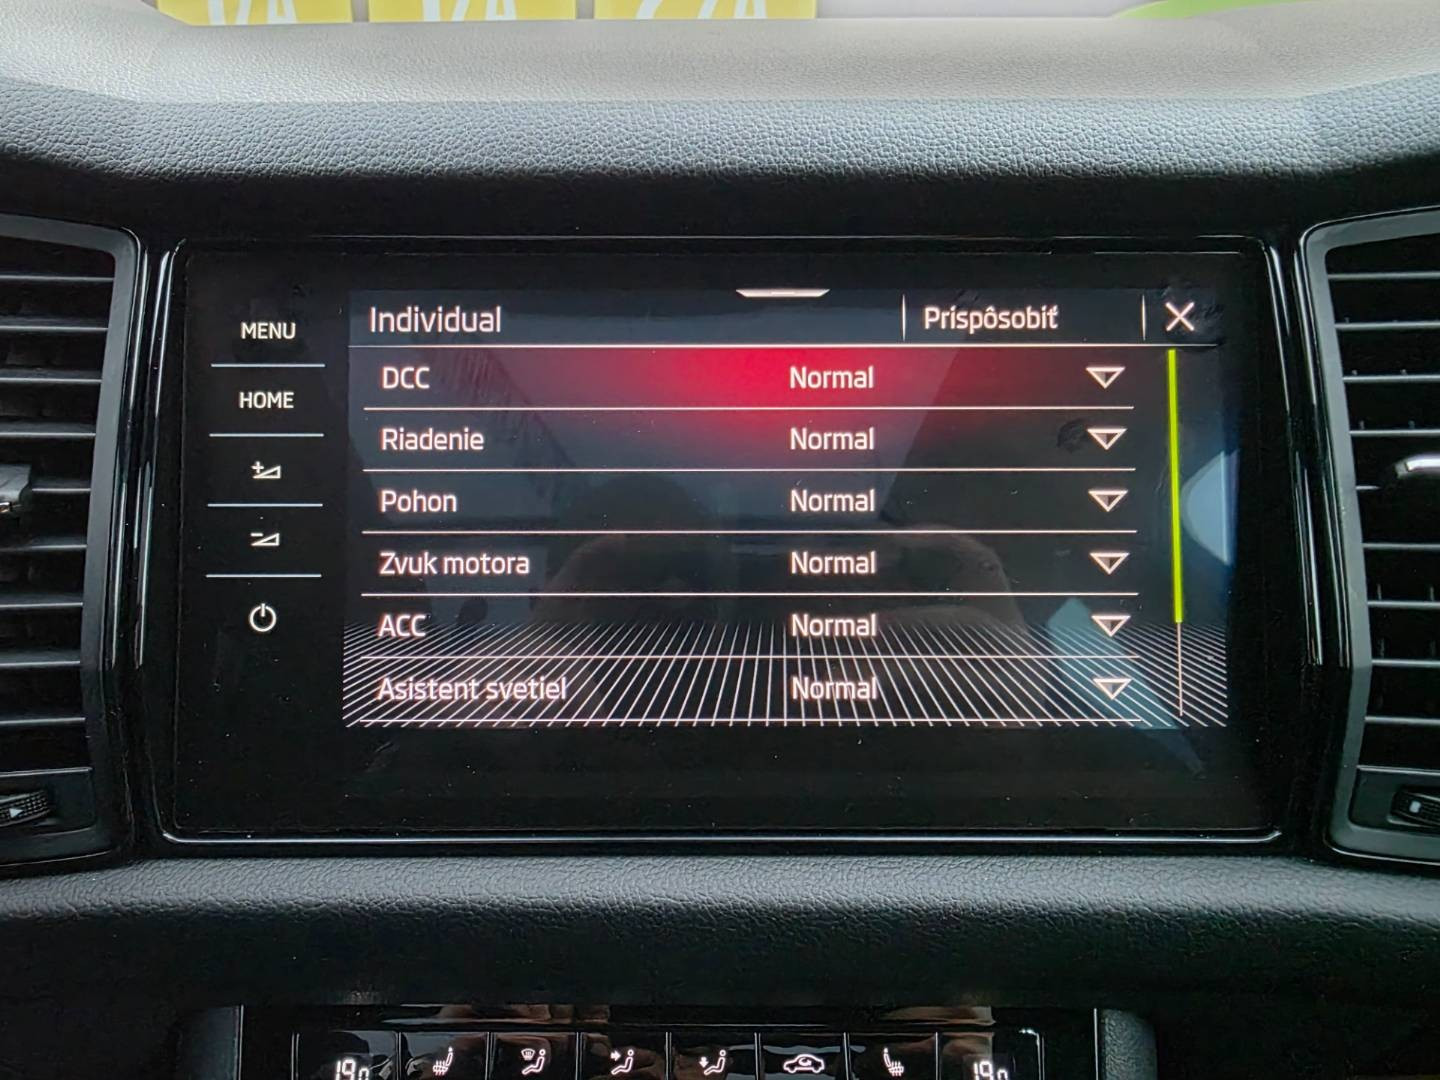 MENU
HOME
Individual
Prispôsobiť
DCC Normal
Riadenie Normal
Pohon Normal
Zvuk motora Normal
ACC Normal
Asistent svetiel Normal